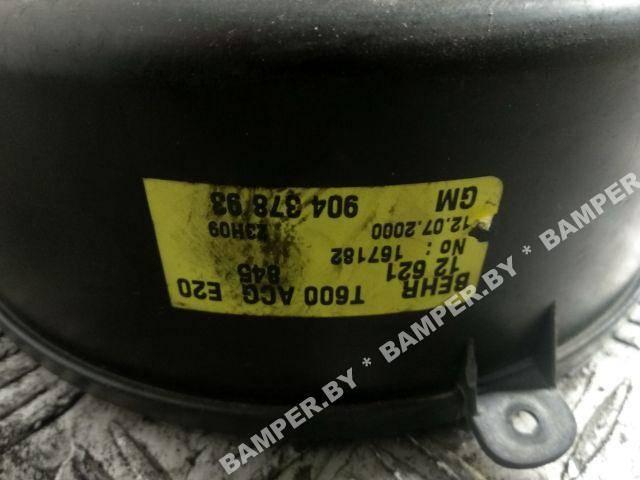 T600 ACG E20
BEHR 845
12 621
No : 167182
12.07.2000 23H09
GM 904 378 93
BAMPER.BY * BAMPER.BY * BAMPER.BY